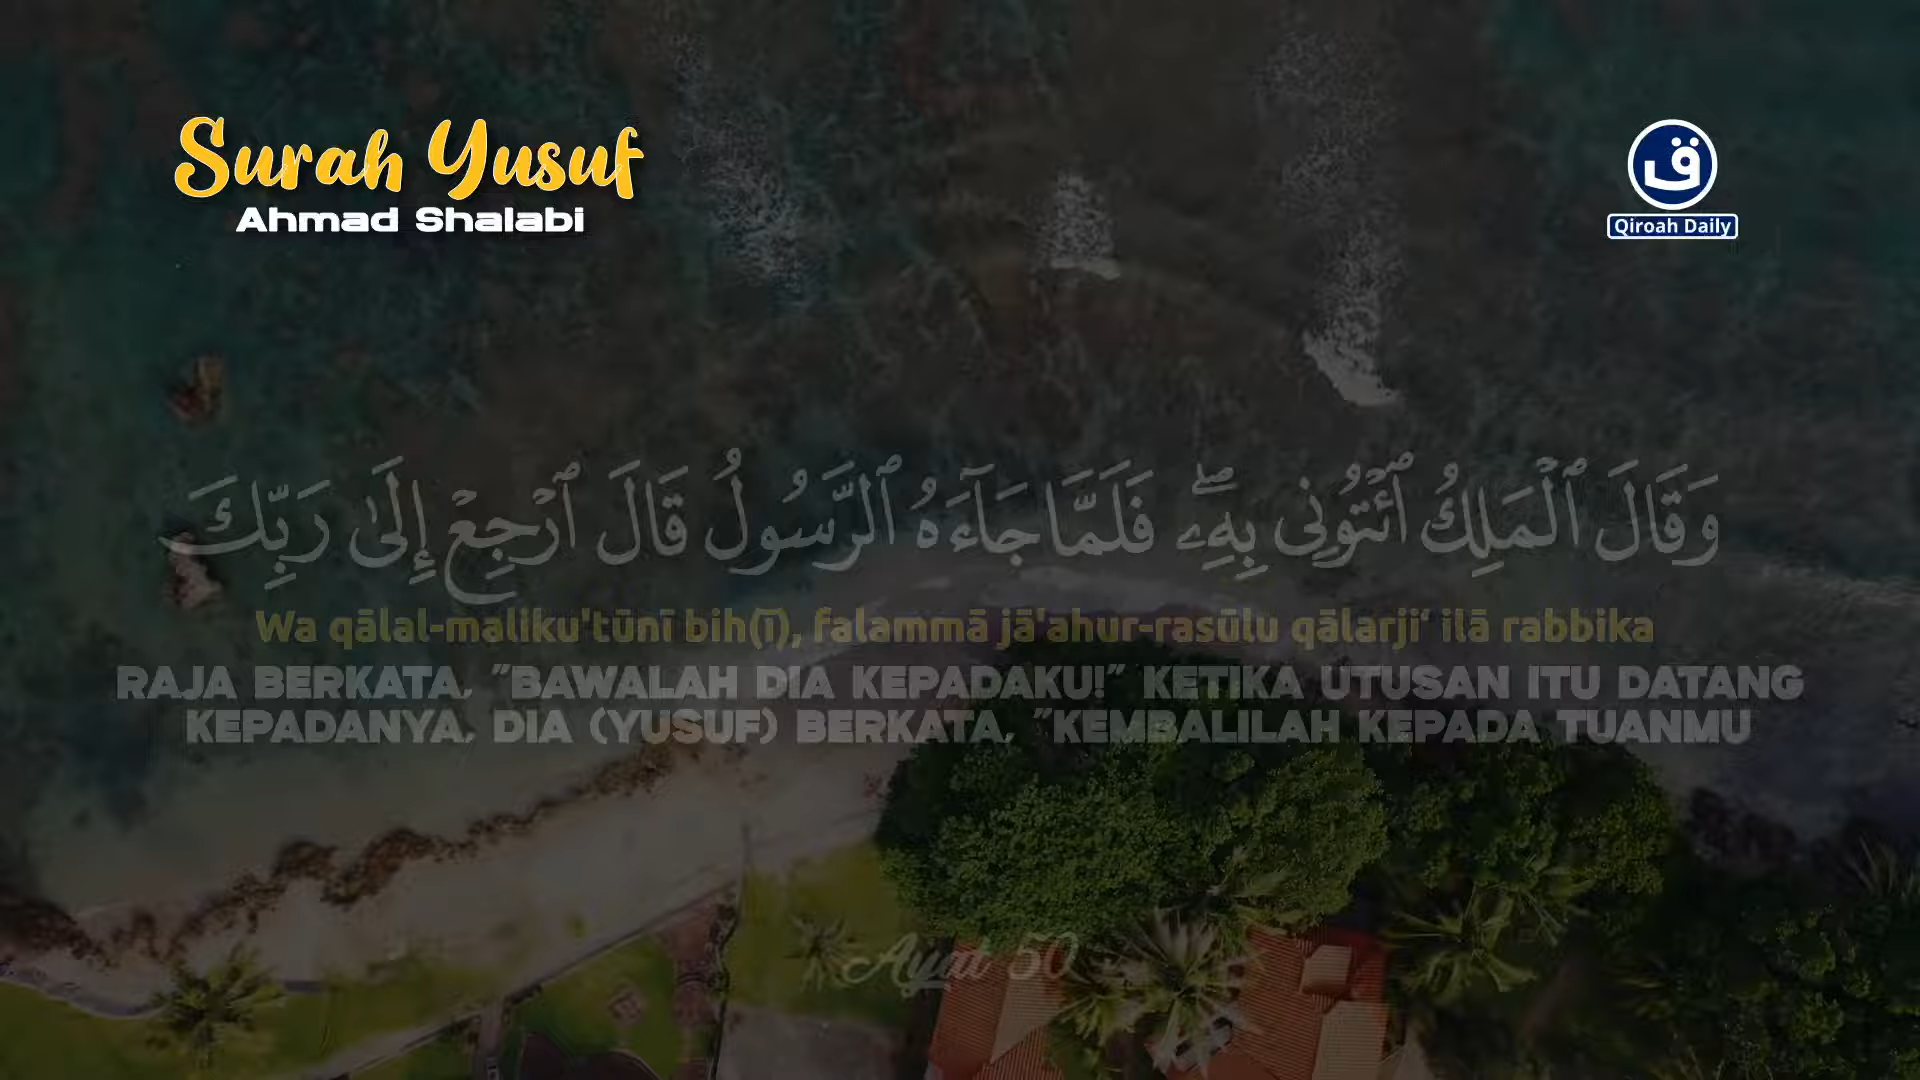 Surah Yusuf
Ahmad Shalabi
ق
Qiroah Daily
وَقَالَ ٱلْمَلِكُ ٱئْتُونِى بِهِۦ ۖ فَلَمَّا جَآءَهُ ٱلرَّسُولُ قَالَ ٱرْجِعْ إِلَىٰ رَبِّكَ
Wa qālal-maliku'tūnī bih(ī), falammā jā'ahur-rasūlu qālarji‘ ilā rabbika
RAJA BERKATA, "BAWALAH DIA KEPADAKU!" KETIKA UTUSAN ITU DATANG
KEPADANYA, DIA (YUSUF) BERKATA, "KEMBALILAH KEPADA TUANMU
Ayat 50